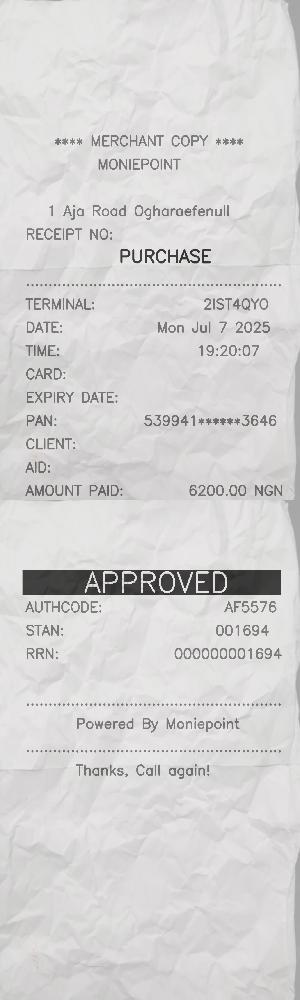 **** MERCHANT COPY ****
MONIEPOINT
1 Aja Road Ogharaefenull
RECEIPT NO:
PURCHASE
TERMINAL: 2IST4QYO
DATE: Mon Jul 7 2025
TIME: 19:20:07
CARD:
EXPIRY DATE:
PAN: 539941******3646
CLIENT:
AID:
AMOUNT PAID: 6200.00 NGN
APPROVED
AUTHCODE: AF5576
STAN: 001694
RRN: 000000001694
Powered By Moniepoint
Thanks, Call again!